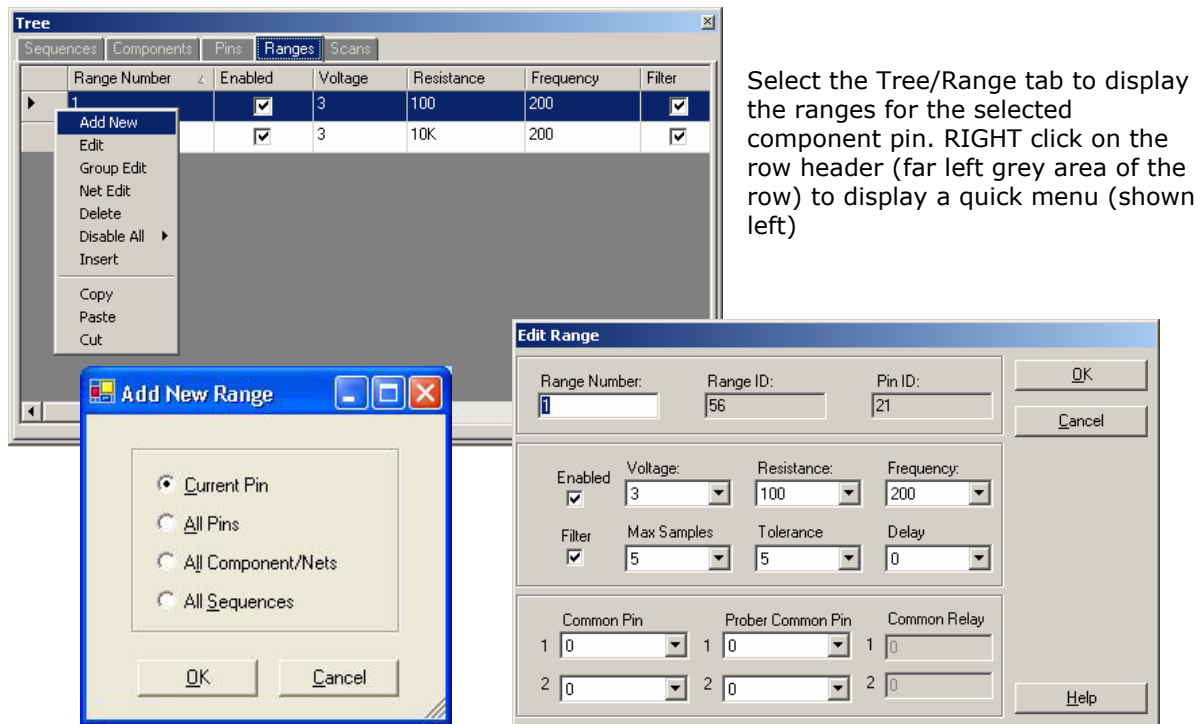 Tree
Sequences Components Pins Ranges Scans
Range Number Enabled Voltage Resistance Frequency Filter
1 3 100 200
3 10K 200
Add New
Edit
Group Edit
Net Edit
Delete
Disable All
Insert
Copy
Paste
Cut
Select the Tree/Range tab to display
the ranges for the selected
component pin. RIGHT click on the
row header (far left grey area of the
row) to display a quick menu (shown
left)
Add New Range
Current Pin
All Pins
All Component/Nets
All Sequences
OK Cancel
Edit Range
Range Number: Range ID: Pin ID:
1 56 21
OK
Cancel
Enabled Voltage: Resistance: Frequency:
3 100 200
Filter Max Samples Tolerance Delay
5 5 0
Common Pin Prober Common Pin Common Relay
1 0 1 0 1 0
2 0 2 0 2 0
Help